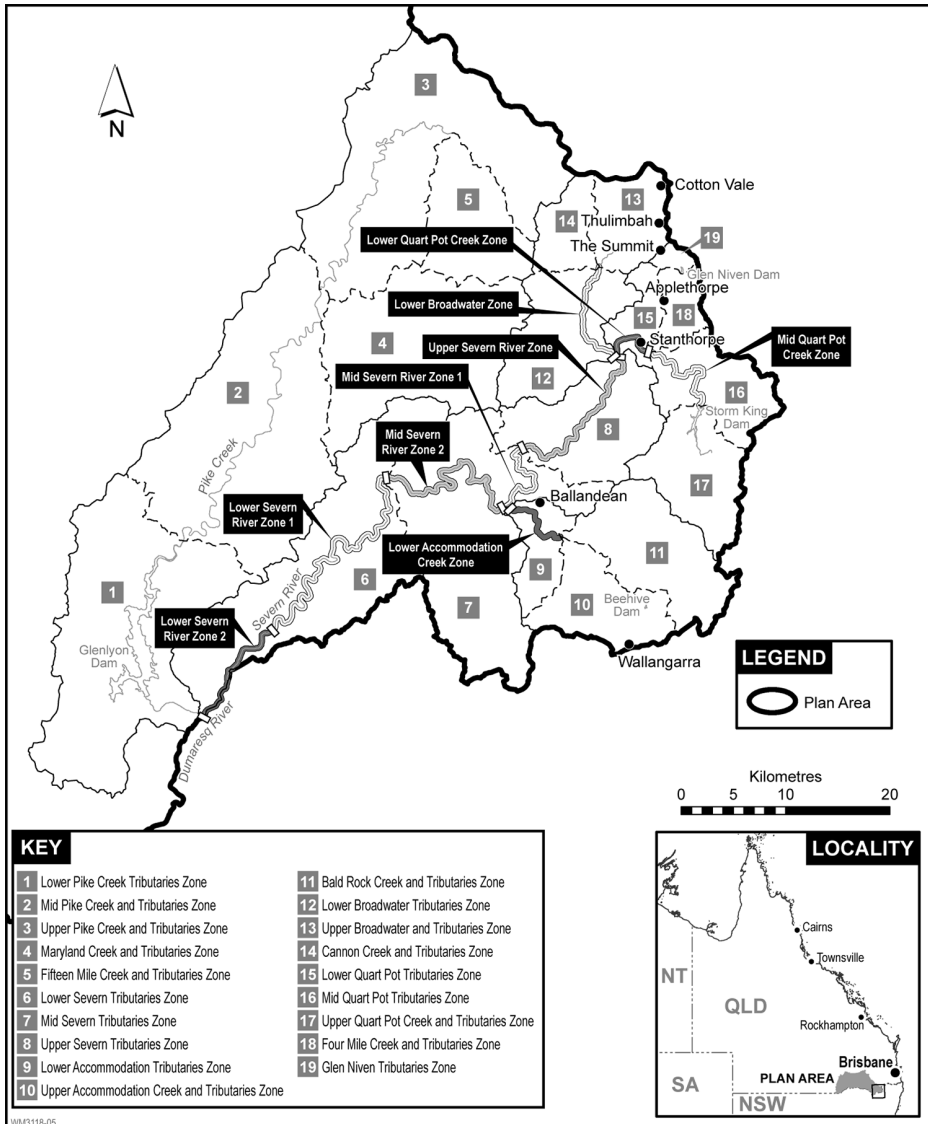 3
N
5
13
Cotton Vale
14
Thulimbah
Lower Quart Pot Creek Zone
19
The Summit
Glen Niven Dam
Applethorpe
Lower Broadwater Zone
15
18
4
Upper Severn River Zone
Stanthorpe
Mid Quart Pot
Creek Zone
Mid Severn River Zone 1
12
2
16
Storm King
Dam
8
Mid Severn
River Zone 2
Pike Creek
17
Lower Severn
River Zone 1
Ballandean
Lower Accommodation
Creek Zone
11
9
6
1
Severn River
10
7
Beehive
Dam
Lower Severn
River Zone 2
Glenlyon
Dam
Wallangarra
Dumaresq River
LEGEND
Plan Area
Kilometres
0 5 10 20
KEY
1 Lower Pike Creek Tributaries Zone
2 Mid Pike Creek and Tributaries Zone
3 Upper Pike Creek and Tributaries Zone
4 Maryland Creek and Tributaries Zone
5 Fifteen Mile Creek and Tributaries Zone
6 Lower Severn Tributaries Zone
7 Mid Severn Tributaries Zone
8 Upper Severn Tributaries Zone
9 Lower Accommodation Tributaries Zone
10 Upper Accommodation Creek and Tributaries Zone
11 Bald Rock Creek and Tributaries Zone
12 Lower Broadwater Tributaries Zone
13 Upper Broadwater and Tributaries Zone
14 Cannon Creek and Tributaries Zone
15 Lower Quart Pot Tributaries Zone
16 Mid Quart Pot Tributaries Zone
17 Upper Quart Pot Creek and Tributaries Zone
18 Four Mile Creek and Tributaries Zone
19 Glen Niven Tributaries Zone
LOCALITY
Cairns
Townsville
NT
QLD
Rockhampton
Brisbane
PLAN AREA
SA
NSW
WM3118-05